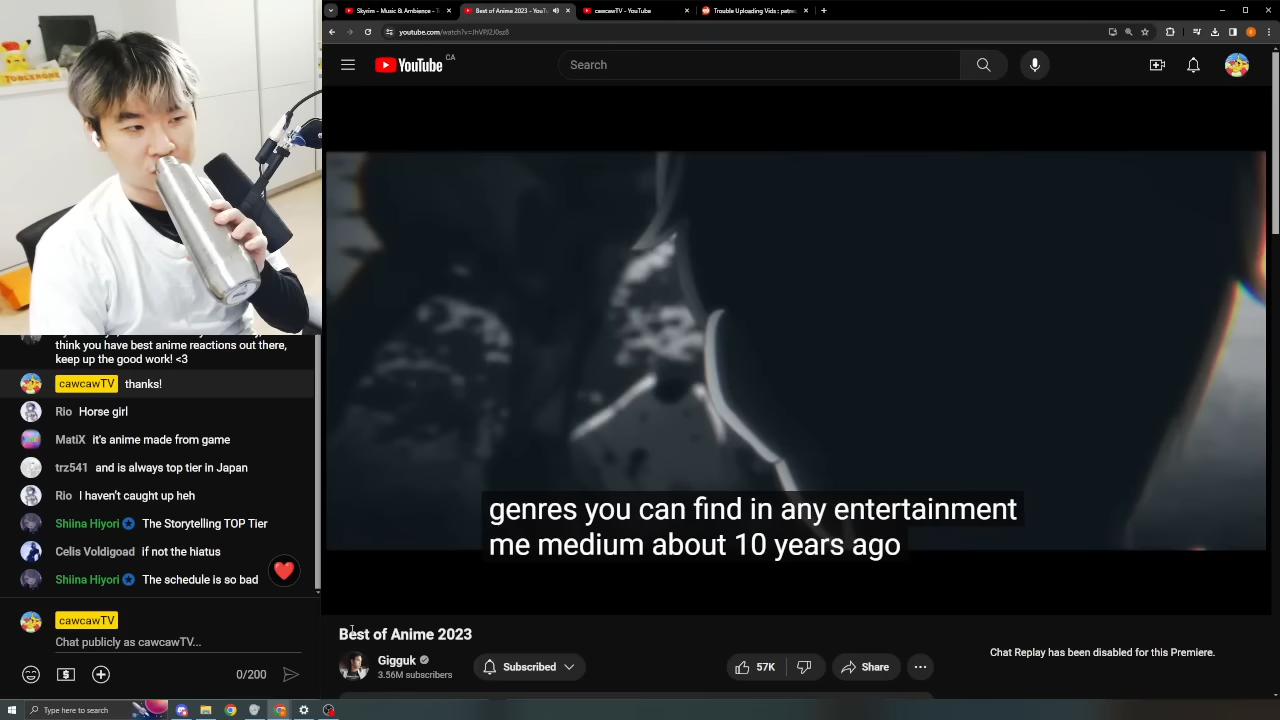 TOBLERONE
Skyrim - Music & Ambience - T
Best of Anime 2023 - YouTu
cawcawTV - YouTube
Trouble Uploading Vids : patre
youtube.com/watch?v=JhVPJ2J0sz8
YouTube CA
Search
genres you can find in any entertainment
me medium about 10 years ago
think you have best anime reactions out there,
keep up the good work! <3
cawcawTV thanks!
Rio Horse girl
MatiX it's anime made from game
trz541 and is always top tier in Japan
Rio I haven't caught up heh
Shiina Hiyori The Storytelling TOP Tier
Celis Voldigoad if not the hiatus
Shiina Hiyori The schedule is so bad
cawcawTV
Chat publicly as cawcawTV...
0/200
Best of Anime 2023
Gigguk
3.56M subscribers
Subscribed
57K
Share
Chat Replay has been disabled for this Premiere.
Type here to search